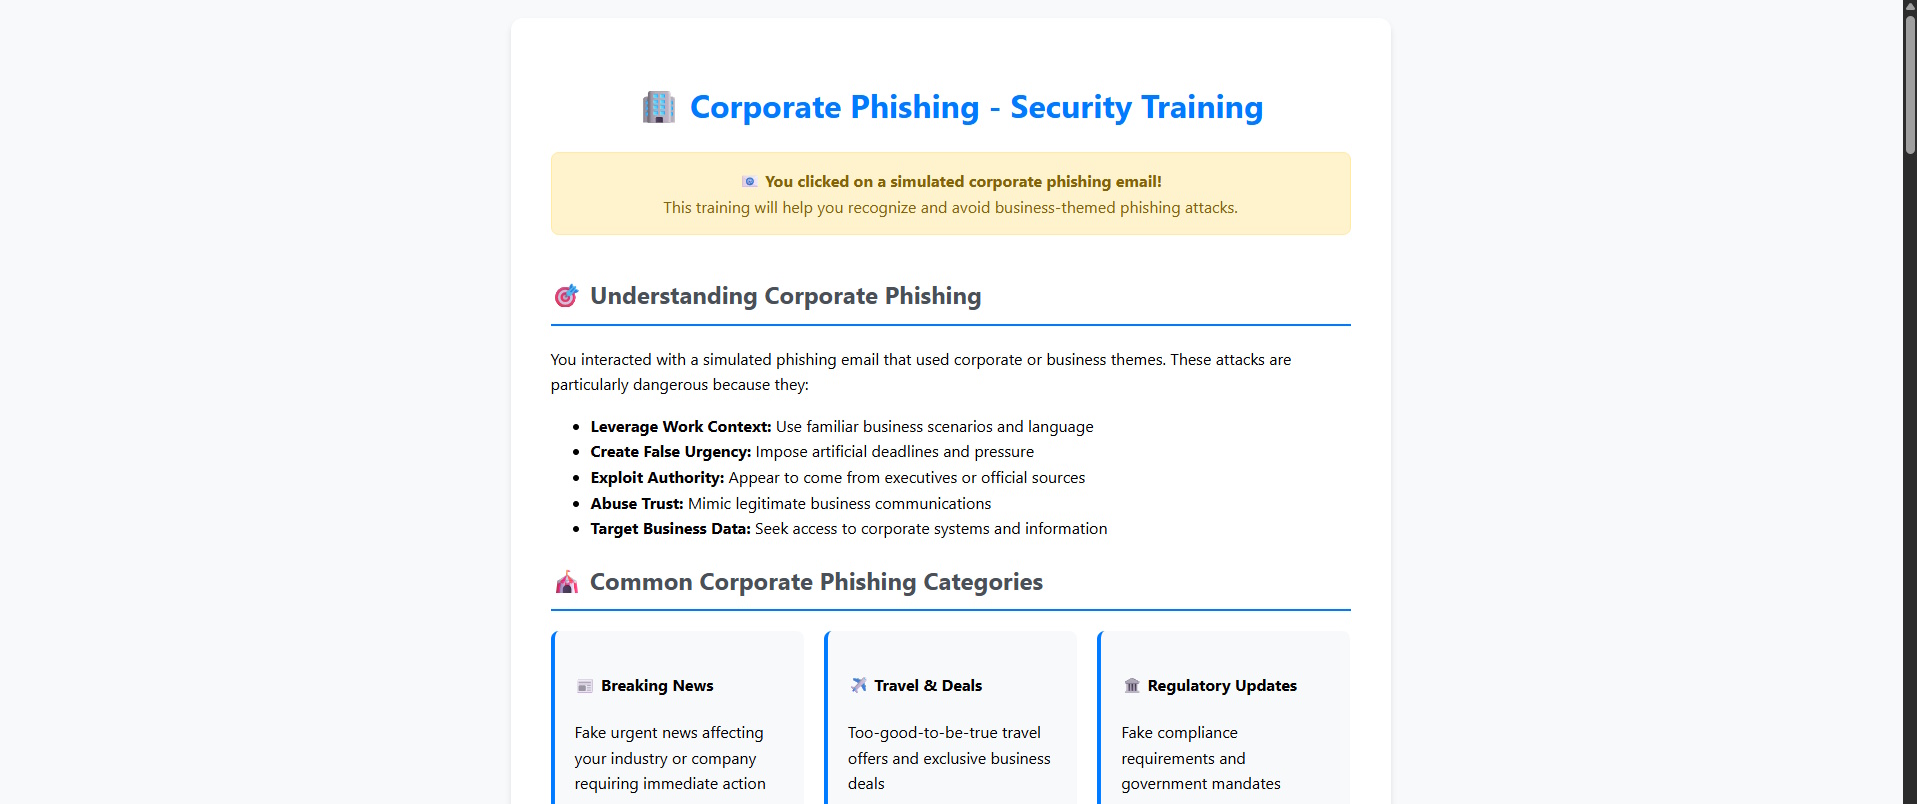 Corporate Phishing - Security Training
You clicked on a simulated corporate phishing email!
This training will help you recognize and avoid business-themed phishing attacks.
Understanding Corporate Phishing
You interacted with a simulated phishing email that used corporate or business themes. These attacks are
particularly dangerous because they:
Leverage Work Context: Use familiar business scenarios and language
Create False Urgency: Impose artificial deadlines and pressure
Exploit Authority: Appear to come from executives or official sources
Abuse Trust: Mimic legitimate business communications
Target Business Data: Seek access to corporate systems and information
Common Corporate Phishing Categories
Breaking News
Fake urgent news affecting
your industry or company
requiring immediate action
Travel & Deals
Too-good-to-be-true travel
offers and exclusive business
deals
Regulatory Updates
Fake compliance
requirements and
government mandates